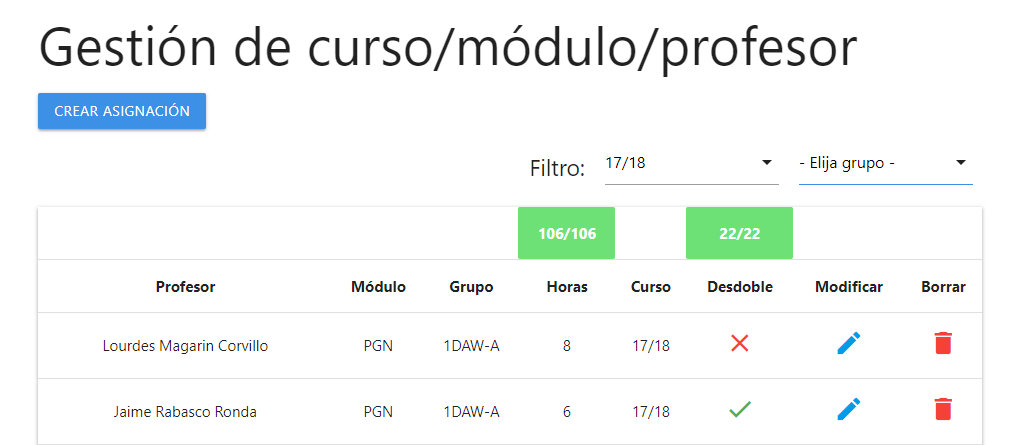 Gestión de curso/módulo/profesor
CREAR ASIGNACIÓN
Filtro: 17/18 - Elija grupo -
106/106 22/22
Profesor Módulo Grupo Horas Curso Desdoble Modificar Borrar
Lourdes Magarin Corvillo PGN 1DAW-A 8 17/18
Jaime Rabasco Ronda PGN 1DAW-A 6 17/18